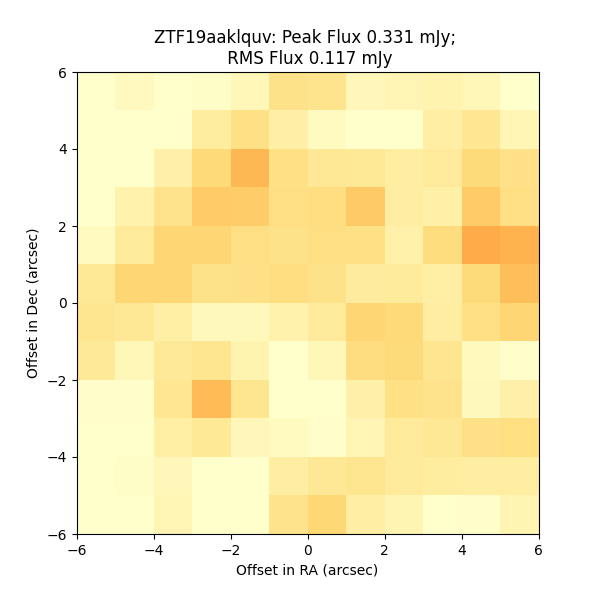 ZTF19aaklquv: Peak Flux 0.331 mJy;
RMS Flux 0.117 mJy
6
4
2
0
−2
−4
−6
Offset in Dec (arcsec)
−6 −4 −2 0 2 4 6
Offset in RA (arcsec)